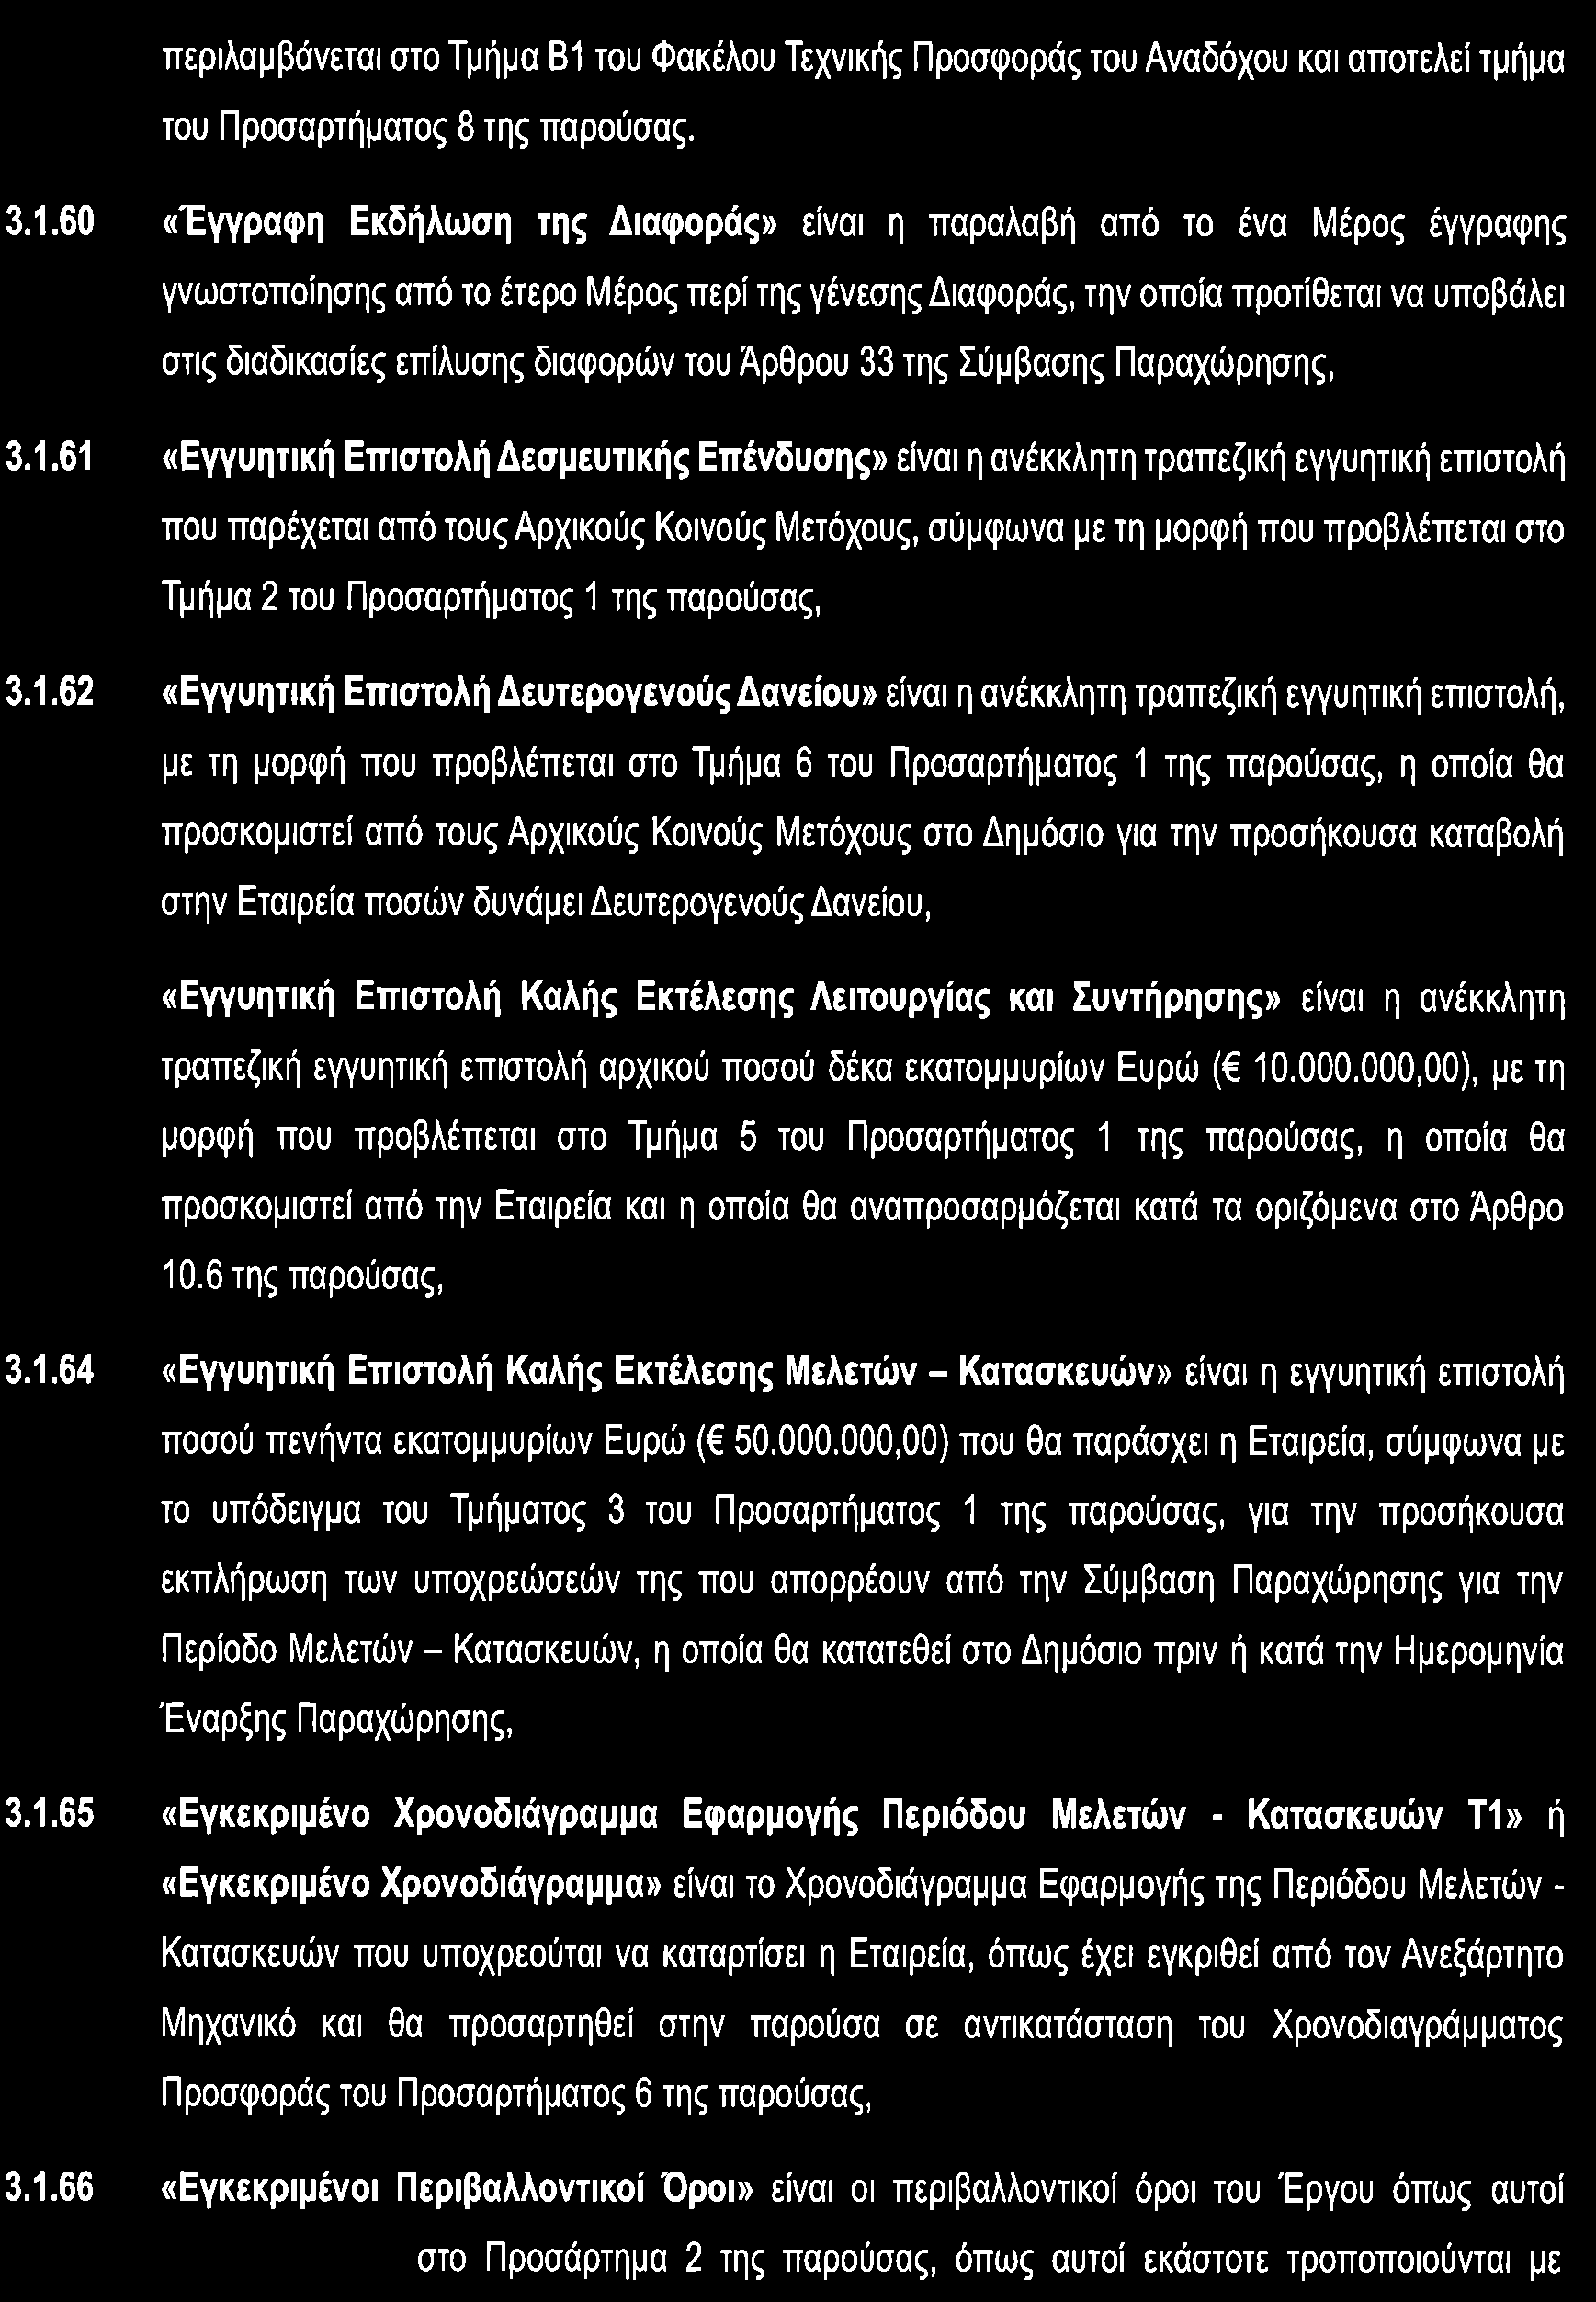 περιλαμβάνεται στο Τμήμα Β1 του Φακέλου Τεχνικής Προσφοράς του Αναδόχου και αποτελεί τμήμα
του Προσαρτήματος 8 της παρούσας.
3.1.60 «Έγγραφη Εκδήλωση της Διαφοράς» είναι η παραλαβή από το ένα Μέρος έγγραφης
γνωστοποίησης από το έτερο Μέρος περί της γένεσης Διαφοράς, την οποία προτίθεται να υποβάλει
στις διαδικασίες επίλυσης διαφορών του Άρθρου 33 της Σύμβασης Παραχώρησης,
3.1.61 «Εγγυητική Επιστολή Δεσμευτικής Επένδυσης» είναι η ανέκκλητη τραπεζική εγγυητική επιστολή
που παρέχεται από τους Αρχικούς Κοινούς Μετόχους, σύμφωνα με τη μορφή που προβλέπεται στο
Τμήμα 2 του Προσαρτήματος 1 της παρούσας,
3.1.62 «Εγγυητική Επιστολή Δευτερογενούς Δανείου» είναι η ανέκκλητη τραπεζική εγγυητική επιστολή,
με τη μορφή που προβλέπεται στο Τμήμα 6 του Προσαρτήματος 1 της παρούσας, η οποία θα
προσκομιστεί από τους Αρχικούς Κοινούς Μετόχους στο Δημόσιο για την προσήκουσα καταβολή
στην Εταιρεία ποσών δυνάμει Δευτερογενούς Δανείου,
«Εγγυητική Επιστολή Καλής Εκτέλεσης Λειτουργίας και Συντήρησης» είναι η ανέκκλητη
τραπεζική εγγυητική επιστολή αρχικού ποσού δέκα εκατομμυρίων Ευρώ (€ 10.000.000,00), με τη
μορφή που προβλέπεται στο Τμήμα 5 του Προσαρτήματος 1 της παρούσας, η οποία θα
προσκομιστεί από την Εταιρεία και η οποία θα αναπροσαρμόζεται κατά τα οριζόμενα στο Άρθρο
10.6 της παρούσας,
3.1.64 «Εγγυητική Επιστολή Καλής Εκτέλεσης Μελετών – Κατασκευών» είναι η εγγυητική επιστολή
ποσού πενήντα εκατομμυρίων Ευρώ (€ 50.000.000,00) που θα παράσχει η Εταιρεία, σύμφωνα με
το υπόδειγμα του Τμήματος 3 του Προσαρτήματος 1 της παρούσας, για την προσήκουσα
εκπλήρωση των υποχρεώσεών της που απορρέουν από την Σύμβαση Παραχώρησης για την
Περίοδο Μελετών – Κατασκευών, η οποία θα κατατεθεί στο Δημόσιο πριν ή κατά την Ημερομηνία
Έναρξης Παραχώρησης,
3.1.65 «Εγκεκριμένο Χρονοδιάγραμμα Εφαρμογής Περιόδου Μελετών - Κατασκευών Τ1» ή
«Εγκεκριμένο Χρονοδιάγραμμα» είναι το Χρονοδιάγραμμα Εφαρμογής της Περιόδου Μελετών -
Κατασκευών που υποχρεούται να καταρτίσει η Εταιρεία, όπως έχει εγκριθεί από τον Ανεξάρτητο
Μηχανικό και θα προσαρτηθεί στην παρούσα σε αντικατάσταση του Χρονοδιαγράμματος
Προσφοράς του Προσαρτήματος 6 της παρούσας,
3.1.66 «Εγκεκριμένοι Περιβαλλοντικοί Όροι» είναι οι περιβαλλοντικοί όροι του Έργου όπως αυτοί
στο Προσάρτημα 2 της παρούσας, όπως αυτοί εκάστοτε τροποποιούνται με